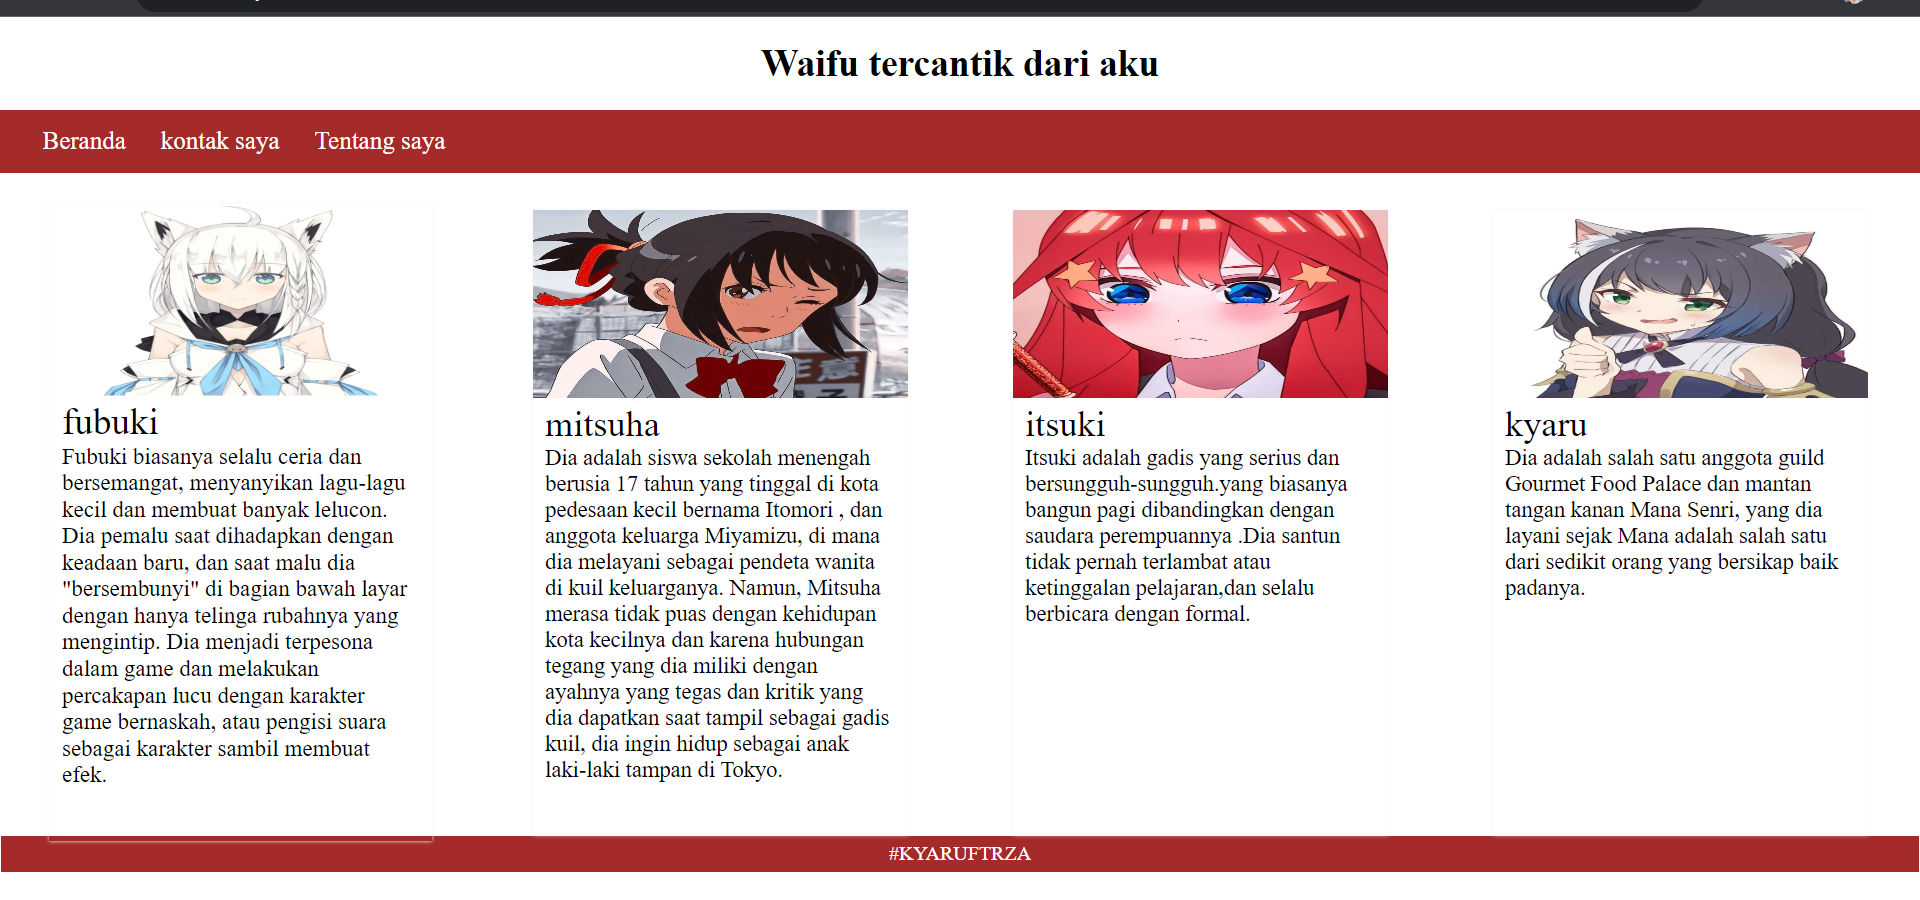 Waifu tercantik dari aku
Beranda kontak saya Tentang saya
fubuki
Fubuki biasanya selalu ceria dan
bersemangat, menyanyikan lagu-lagu
kecil dan membuat banyak lelucon.
Dia pemalu saat dihadapkan dengan
keadaan baru, dan saat malu dia
"bersembunyi" di bagian bawah layar
dengan hanya telinga rubahnya yang
mengintip. Dia menjadi terpesona
dalam game dan melakukan
percakapan lucu dengan karakter
game bernaskah, atau pengisi suara
sebagai karakter sambil membuat
efek.
mitsuha
Dia adalah siswa sekolah menengah
berusia 17 tahun yang tinggal di kota
pedesaan kecil bernama Itomori , dan
anggota keluarga Miyamizu, di mana
dia melayani sebagai pendeta wanita
di kuil keluarganya. Namun, Mitsuha
merasa tidak puas dengan kehidupan
kota kecilnya dan karena hubungan
tegang yang dia miliki dengan
ayahnya yang tegas dan kritik yang
dia dapatkan saat tampil sebagai gadis
kuil, dia ingin hidup sebagai anak
laki-laki tampan di Tokyo.
itsuki
Itsuki adalah gadis yang serius dan
bersungguh-sungguh.yang biasanya
bangun pagi dibandingkan dengan
saudara perempuannya .Dia santun
tidak pernah terlambat atau
ketinggalan pelajaran,dan selalu
berbicara dengan formal.
kyaru
Dia adalah salah satu anggota guild
Gourmet Food Palace dan mantan
tangan kanan Mana Senri, yang dia
layani sejak Mana adalah salah satu
dari sedikit orang yang bersikap baik
padanya.
#KYARUFTRZA